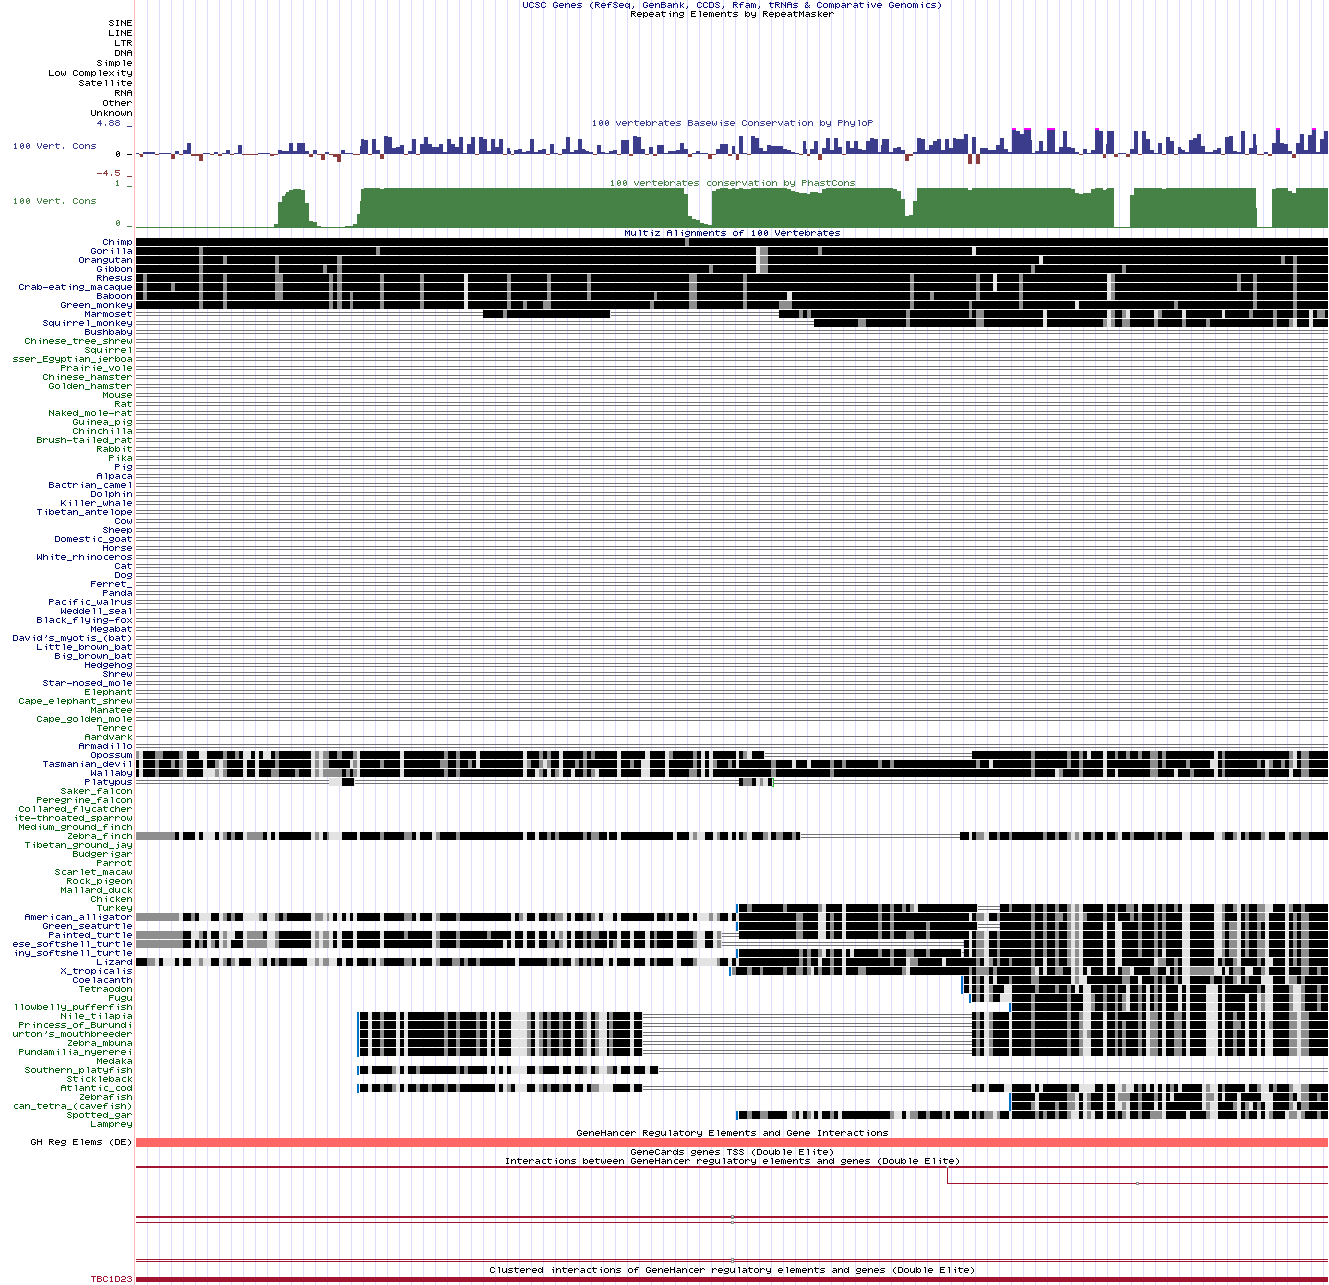 UCSC Genes (RefSeq, GenBank, CCDS, Rfam, tRNAs & Comparative Genomics)
Repeating Elements by RepeatMasker
SINE
LINE
LTR
DNA
Simple
Low Complexity
Satellite
RNA
Other
Unknown
4.88 _
100 vertebrates Basewise Conservation by PhyloP
100 Vert. Cons
0 -
-4.5 _
1 _
100 vertebrates conservation by PhastCons
100 Vert. Cons
0 _
Multiz Alignments of 100 Vertebrates
Chimp
Gorilla
Orangutan
Gibbon
Rhesus
Crab-eating_macaque
Baboon
Green_monkey
Marmoset
Squirrel_monkey
Bushbaby
Chinese_tree_shrew
Squirrel
sser_Egyptian_jerboa
Prairie_vole
Chinese_hamster
Golden_hamster
Mouse
Rat
Naked_mole-rat
Guinea_pig
Chinchilla
Brush-tailed_rat
Rabbit
Pika
Pig
Alpaca
Bactrian_camel
Dolphin
Killer_whale
Tibetan_antelope
Cow
Sheep
Domestic_goat
Horse
White_rhinoceros
Cat
Dog
Ferret_
Panda
Pacific_walrus
Weddell_seal
Black_flying-fox
Megabat
David's_myotis_(bat)
Little_brown_bat
Big_brown_bat
Hedgehog
Shrew
Star-nosed_mole
Elephant
Cape_elephant_shrew
Manatee
Cape_golden_mole
Tenrec
Aardvark
Armadillo
Opossum
Tasmanian_devil
Wallaby
Platypus
Saker_falcon
Peregrine_falcon
Collared_flycatcher
ite-throated_sparrow
Medium_ground_finch
Zebra_finch
Tibetan_ground_jay
Budgerigar
Parrot
Scarlet_macaw
Rock_pigeon
Mallard_duck
Chicken
Turkey
American_alligator
Green_seaturtle
Painted_turtle
ese_softshell_turtle
iny_softshell_turtle
Lizard
X_tropicalis
Coelacanth
Tetraodon
Fugu
llowbelly_pufferfish
Nile_tilapia
Princess_of_Burundi
urton's_mouthbreeder
Zebra_mbuna
Pundamilia_nyererei
Medaka
Southern_platyfish
Stickleback
Atlantic_cod
Zebrafish
can_tetra_(cavefish)
Spotted_gar
Lamprey
GeneHancer Regulatory Elements and Gene Interactions
GH Reg Elems (DE)
GeneCards genes TSS (Double Elite)
Interactions between GeneHancer regulatory elements and genes (Double Elite)
Clustered interactions of GeneHancer regulatory elements and genes (Double Elite)
TBC1D23